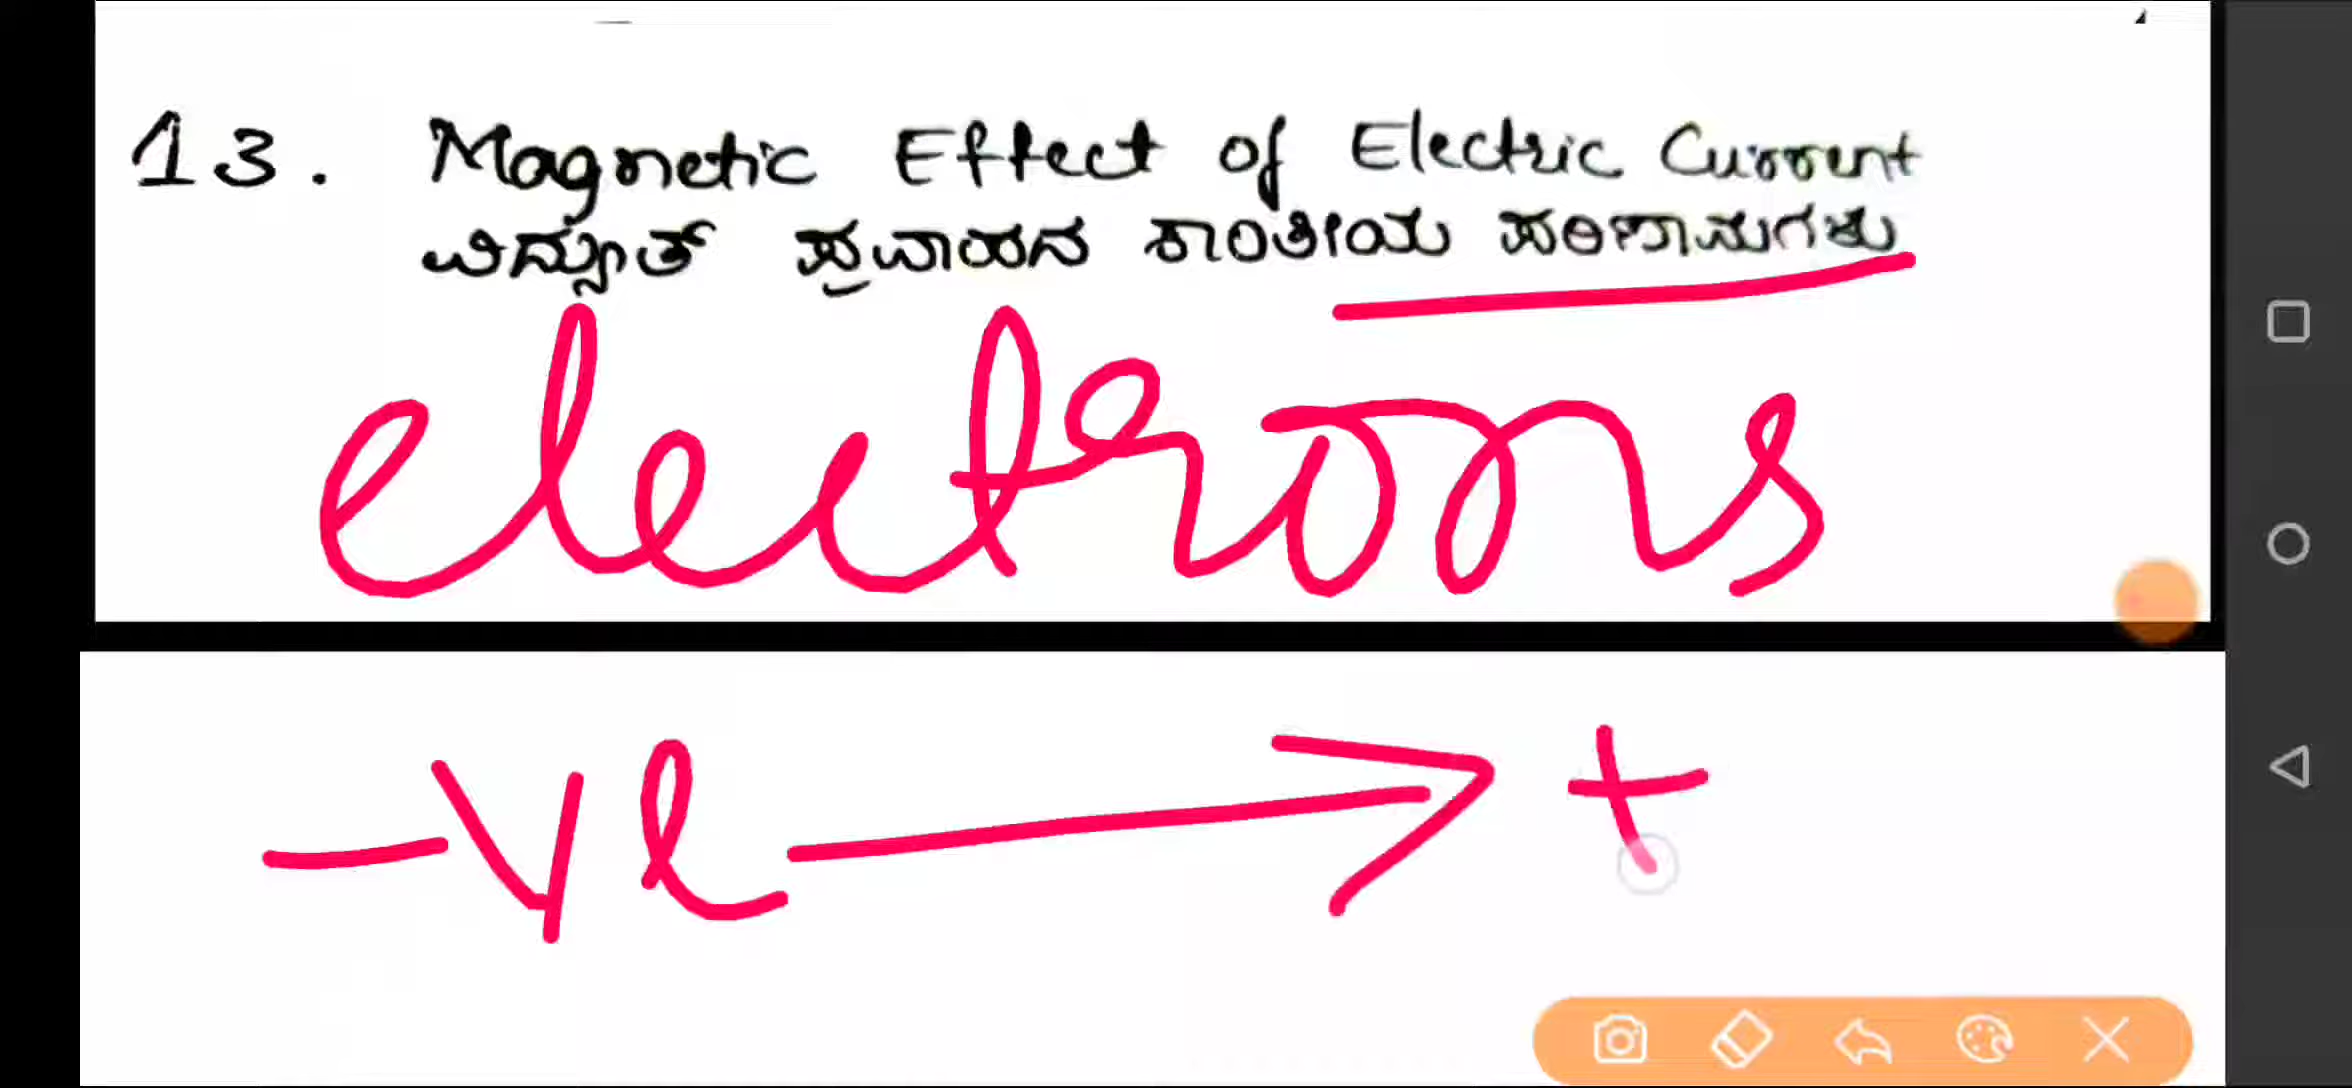 13. Magnetic Effect of Electric Current
ವಿದ್ಯುತ್ ಪ್ರವಾಹದ ಕಾಂತೀಯ ಪರಿಣಾಮಗಳು
electrons
-ve → +